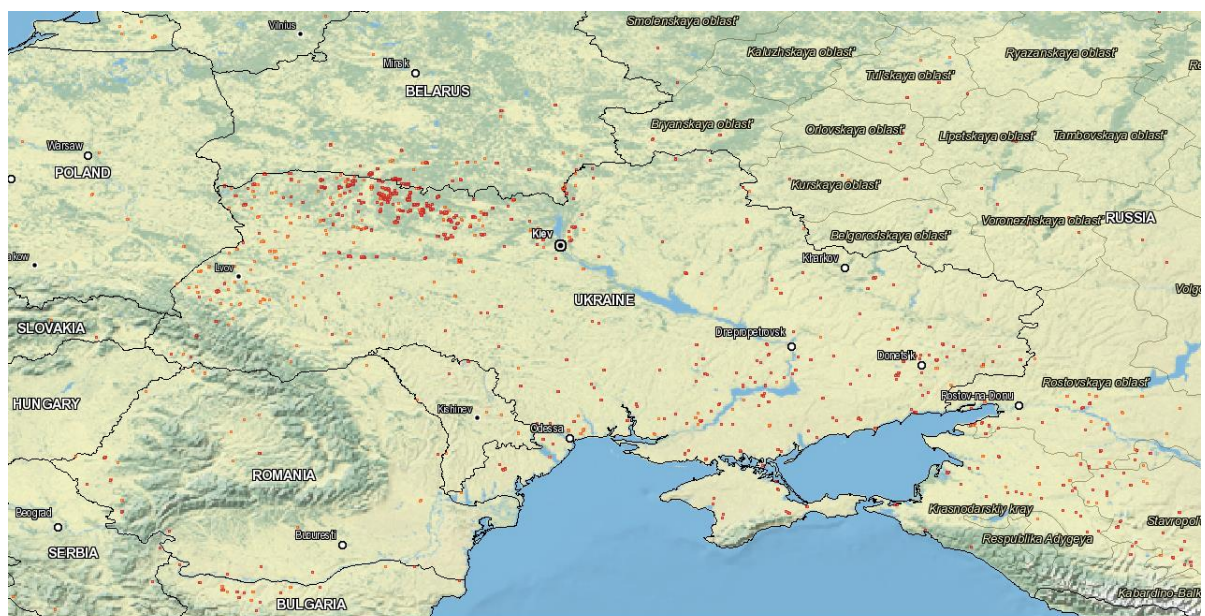 Smolenskaya oblast'
Vilnius
Kaluzhskaya oblast'
Ryazanskaya oblast'
Minsk
Tul'skaya oblast'
BELARUS
Bryanskaya oblast'
Orlovskaya oblast'
Lipetskaya oblast'
Tambovskaya oblast'
Warsaw
POLAND
Kurskaya oblast'
Voronezhskaya oblast'
RUSSIA
Kiev
Belgorodskaya oblast'
Kharkov
Lvov
UKRAINE
SLOVAKIA
Dnepropetrovsk
Donetsk
Rostovskaya oblast'
HUNGARY
Rostov-na-Donu
Kishinev
Odessa
ROMANIA
Krasnodarskiy kray
Beograd
Bucuresti
Respublika Adygeya
SERBIA
Kabardino-Balk
BULGARIA